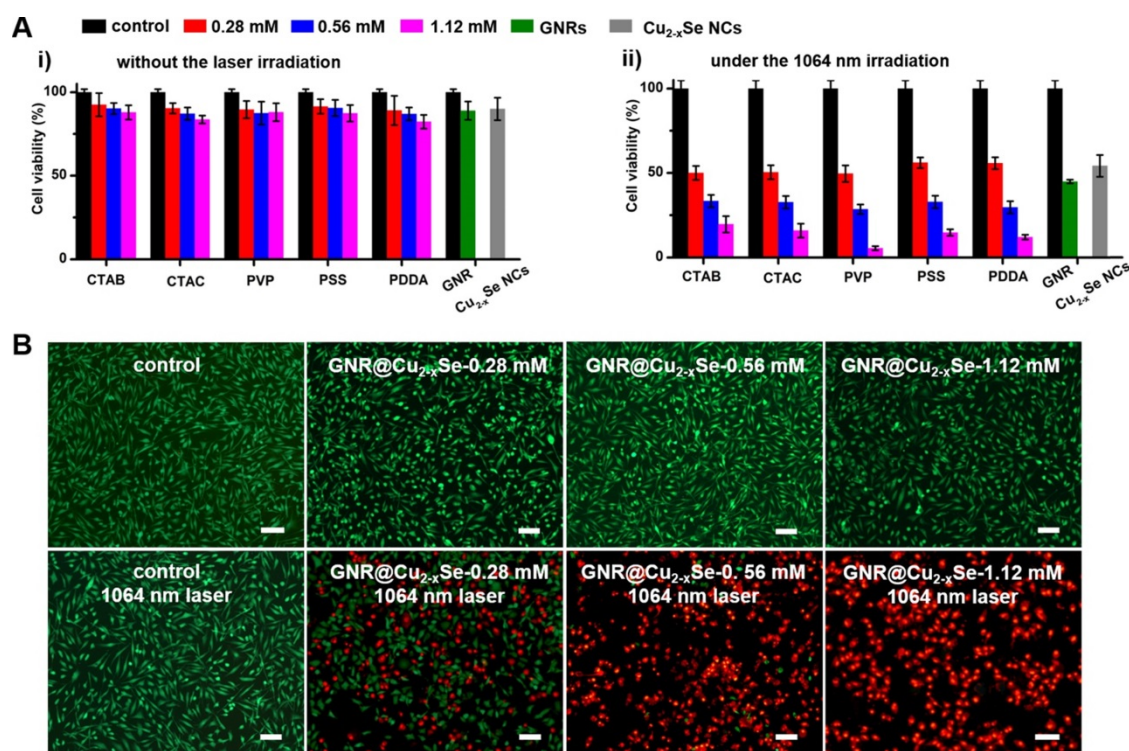 A
control 0.28 mM 0.56 mM 1.12 mM GNRs Cu2-xSe NCs
i) without the laser irradiation
Cell viability (%)
100
50
0
CTAB CTAC PVP PSS PDDA GNR Cu2-xSe NCs
ii) under the 1064 nm irradiation
Cell viability (%)
100
50
0
CTAB CTAC PVP PSS PDDA GNR Cu2-xSe NCs
B
control
GNR@Cu2-xSe-0.28 mM
GNR@Cu2-xSe-0.56 mM
GNR@Cu2-xSe-1.12 mM
control
1064 nm laser
GNR@Cu2-xSe-0.28 mM
1064 nm laser
GNR@Cu2-xSe-0. 56 mM
1064 nm laser
GNR@Cu2-xSe-1.12 mM
1064 nm laser